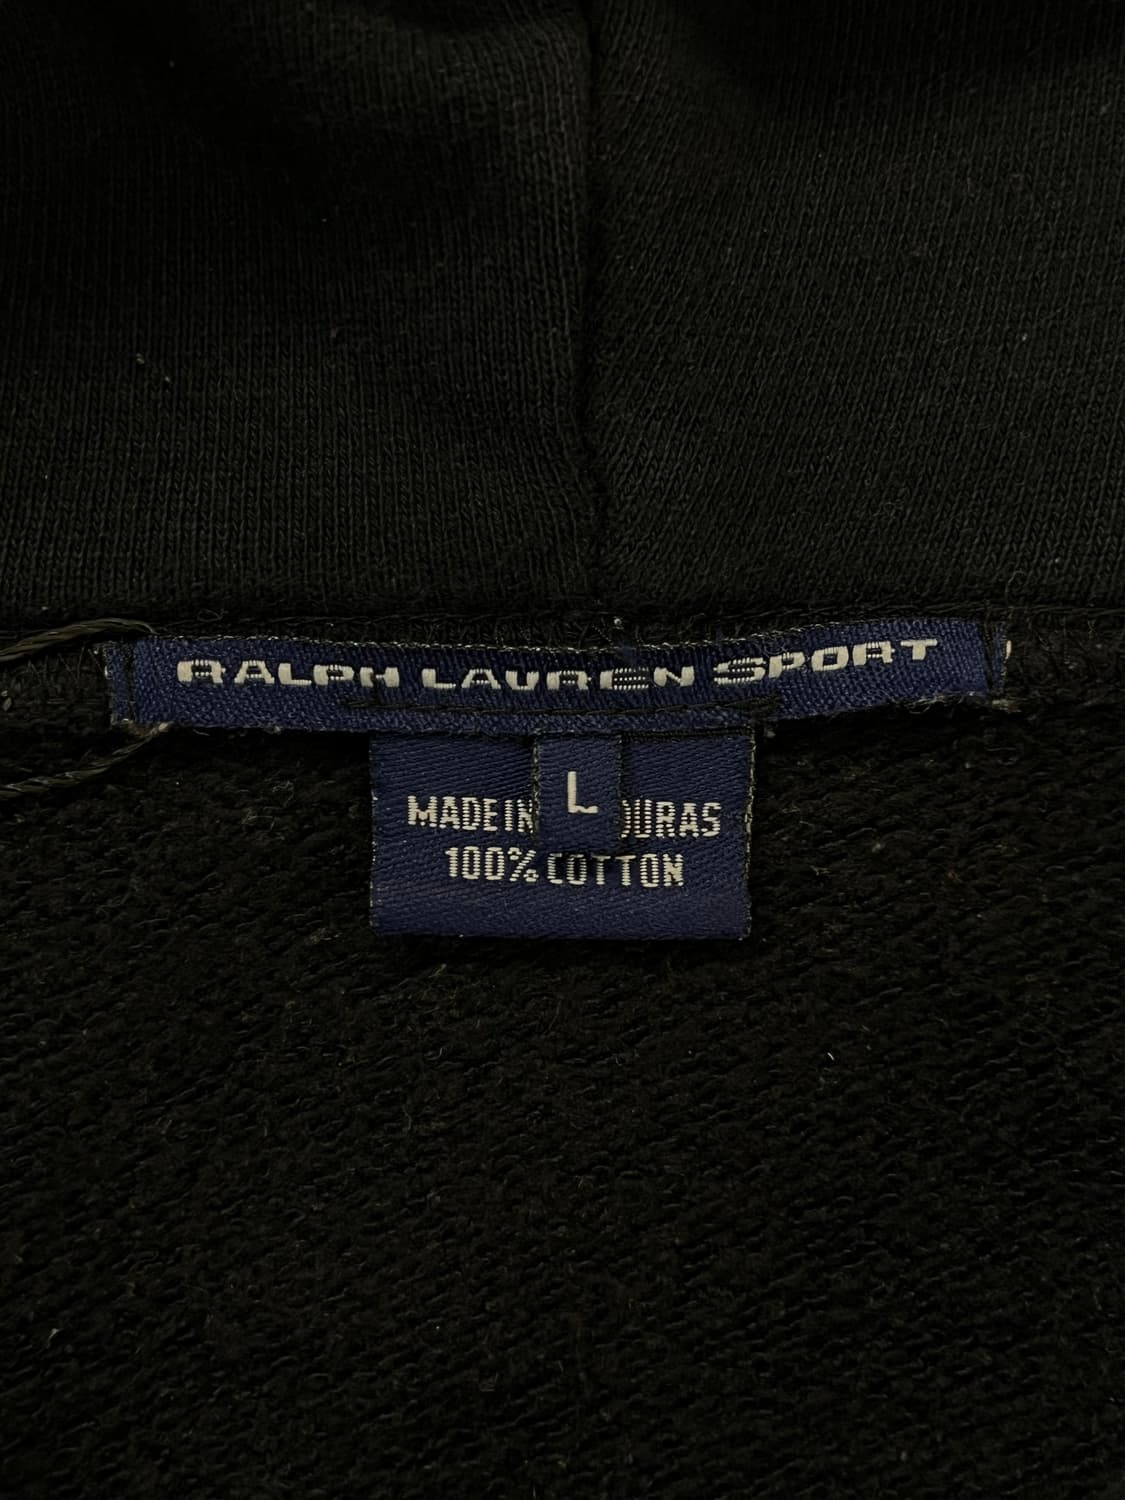 RALPH LAUREN SPORT
L
MADE IN
100% COTTON